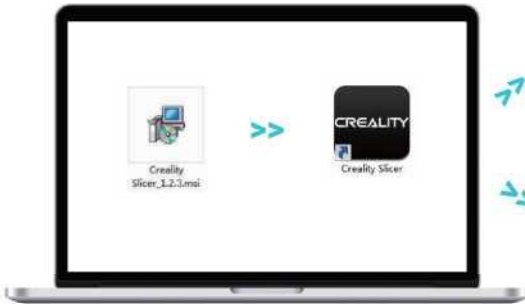 Creality
Slicer_1.2.3.msi
>>
CREALITY
Creality Slicer
>>
>>